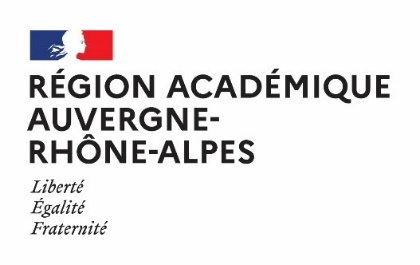 RÉGION ACADÉMIQUE
AUVERGNE-
RHÔNE-ALPES
Liberté
Égalité
Fraternité